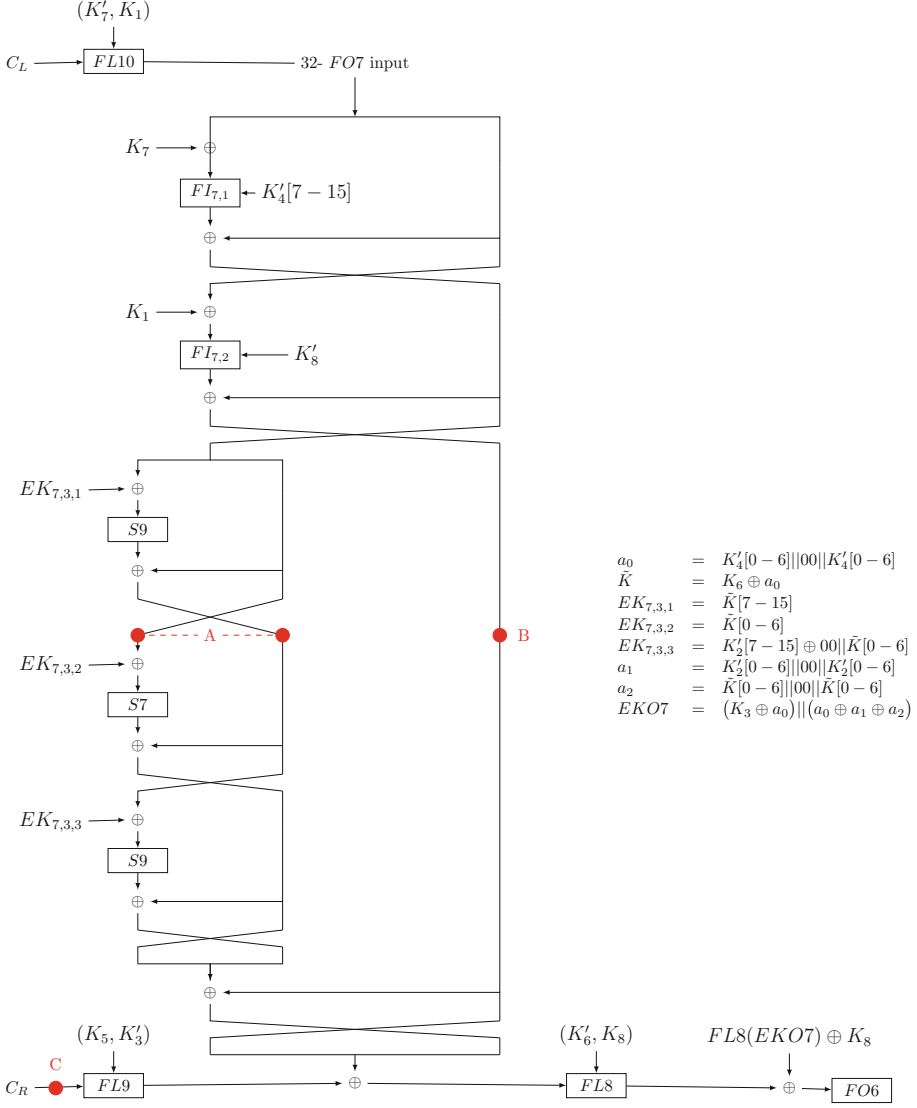 (K′₇, K₁)
C_L
FL10
32- FO7 input
K₇
FI₇,₁
K′₄[7 − 15]
K₁
FI₇,₂
K′₈
EK₇,₃,₁
S9
A
B
EK₇,₃,₂
S7
EK₇,₃,₃
S9
a₀ = K′₄[0 − 6]||00||K′₄[0 − 6]
K̃ = K₆ ⊕ a₀
EK₇,₃,₁ = K̃[7 − 15]
EK₇,₃,₂ = K̃[0 − 6]
EK₇,₃,₃ = K′₂[7 − 15] ⊕ 00||K̃[0 − 6]
a₁ = K′₂[0 − 6]||00||K′₂[0 − 6]
a₂ = K̃[0 − 6]||00||K̃[0 − 6]
EKO7 = (K₃ ⊕ a₀)||(a₀ ⊕ a₁ ⊕ a₂)
(K₅, K′₃)
(K′₆, K₈)
FL8(EKO7) ⊕ K₈
C
C_R
FL9
FL8
FO6